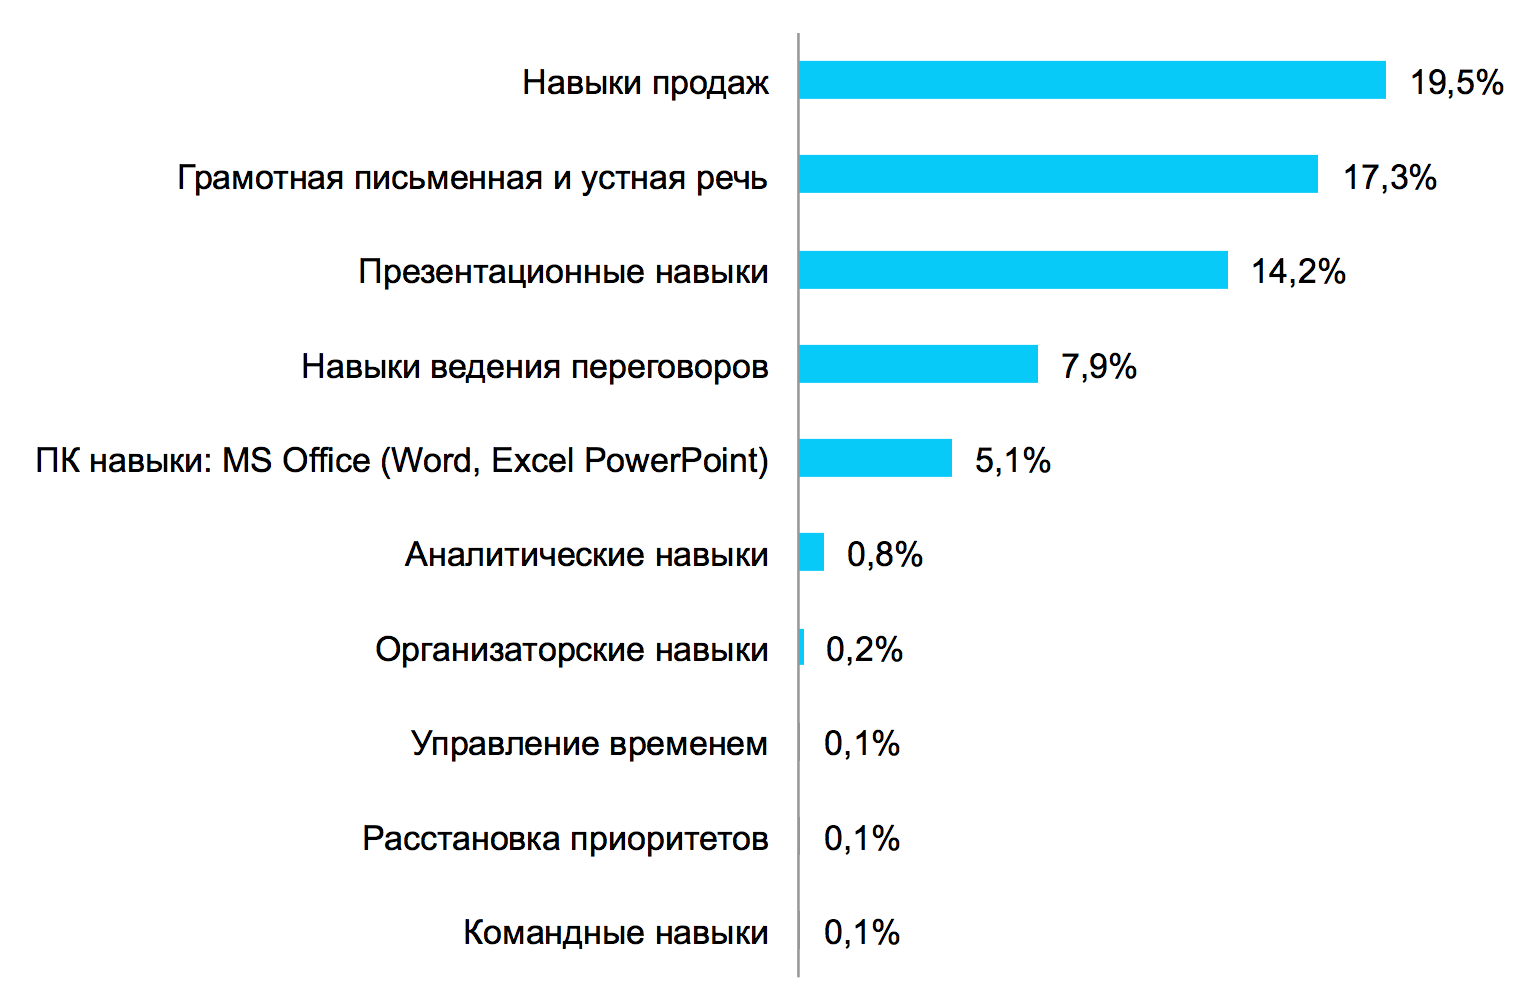 Навыки продаж 19,5%
Грамотная письменная и устная речь 17,3%
Презентационные навыки 14,2%
Навыки ведения переговоров 7,9%
ПК навыки: MS Office (Word, Excel PowerPoint) 5,1%
Аналитические навыки 0,8%
Организаторские навыки 0,2%
Управление временем 0,1%
Расстановка приоритетов 0,1%
Командные навыки 0,1%